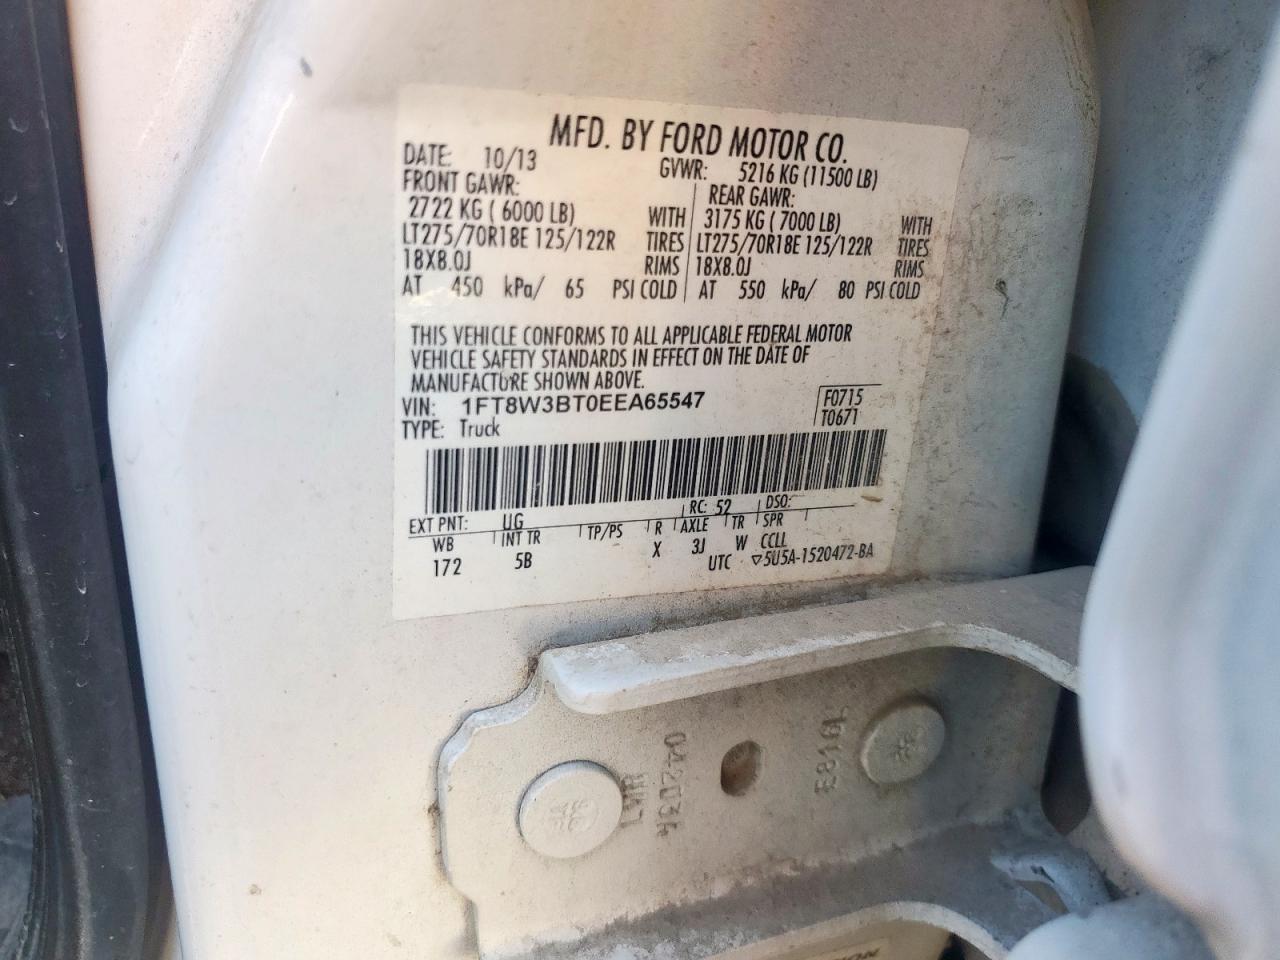 MFD. BY FORD MOTOR CO.
DATE: 10/13 GVWR: 5216 KG (11500 LB)
FRONT GAWR: REAR GAWR:
2722 KG ( 6000 LB) WITH 3175 KG ( 7000 LB) WITH
LT275/70R18E 125/122R TIRES LT275/70R18E 125/122R TIRES
18X8.0J RIMS 18X8.0J RIMS
AT 450 kPa/ 65 PSI COLD AT 550 kPa/ 80 PSI COLD
THIS VEHICLE CONFORMS TO ALL APPLICABLE FEDERAL MOTOR
VEHICLE SAFETY STANDARDS IN EFFECT ON THE DATE OF
MANUFACTURE SHOWN ABOVE.
VIN: 1FT8W3BT0EEA65547 F0715
TYPE: Truck T0671
EXT PNT: UG RC: 52 DSO:
WB INT TR TP/PS R AXLE TR SPR
172 5B X 3J W CCLL
UTC ▽5U5A-1520472-BA
LWR